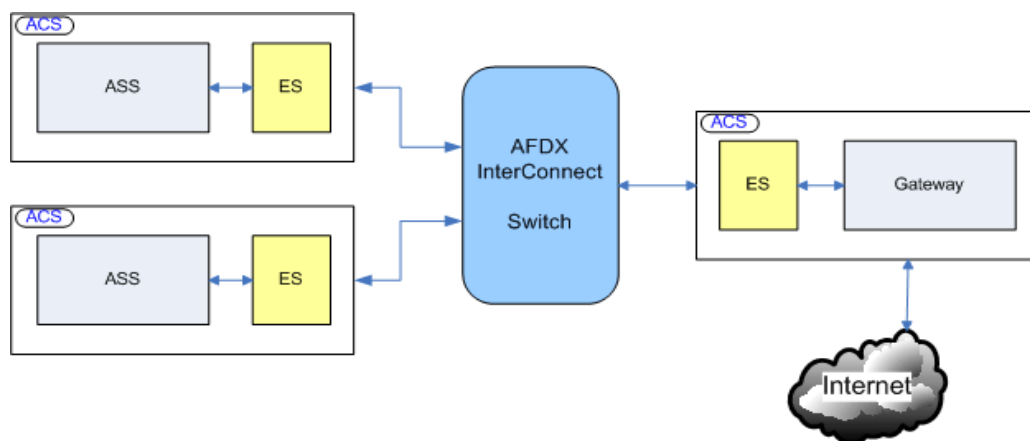 ACS
ASS
ES
ACS
ASS
ES
AFDX
InterConnect
Switch
ACS
ES
Gateway
Internet